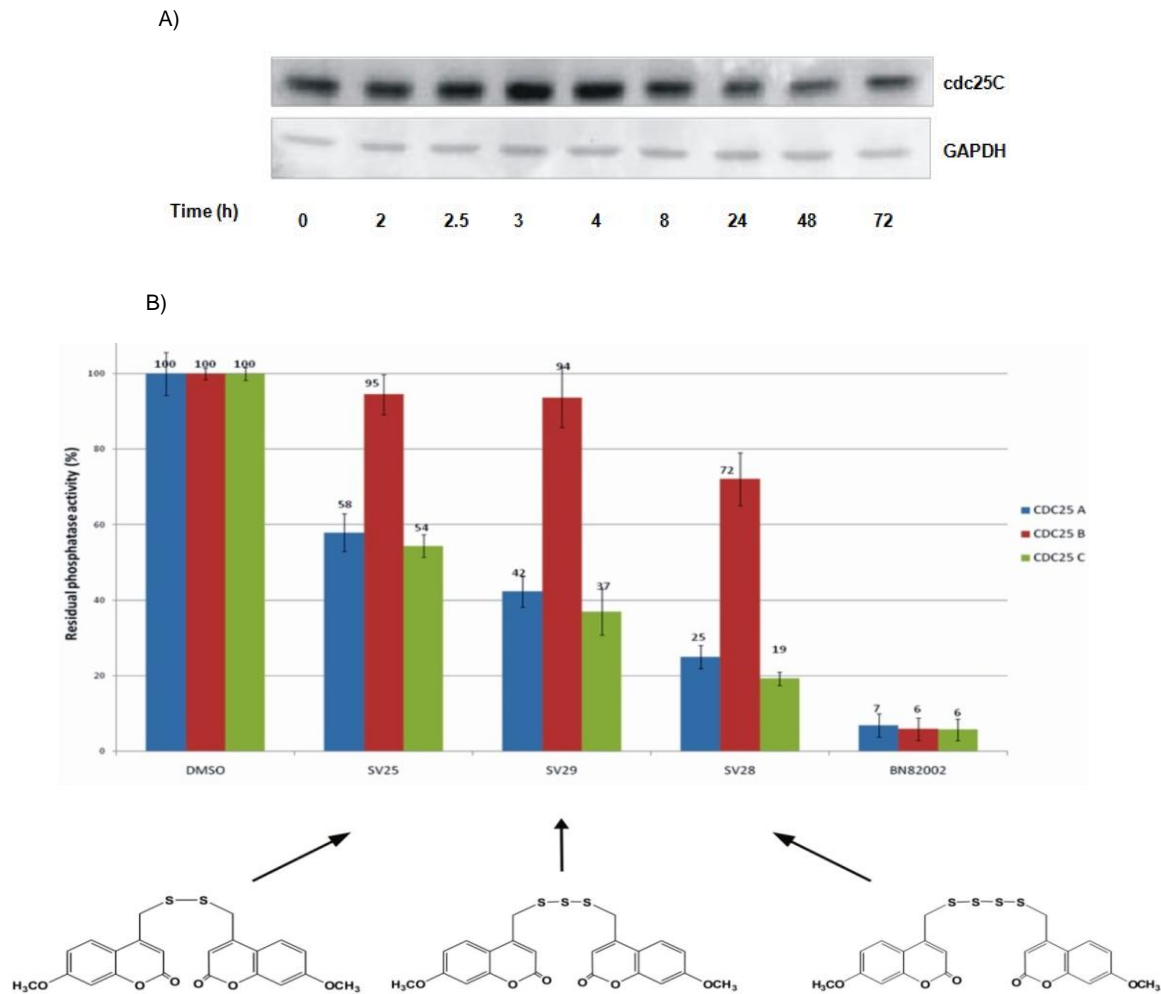 A)
cdc25C
GAPDH
Time (h) 0 2 2.5 3 4 8 24 48 72
B)
Residual phosphatase activity (%)
100
80
60
40
20
0
100 100 100
58 95 54
42 94 37
25 72 19
7 6 6
DMSO SV25 SV29 SV28 BN82002
CDC25 A
CDC25 B
CDC25 C
S S
H₃CO O O O O OCH₃
S S S
H₃CO O O O O OCH₃
S S S S
H₃CO O O O O OCH₃